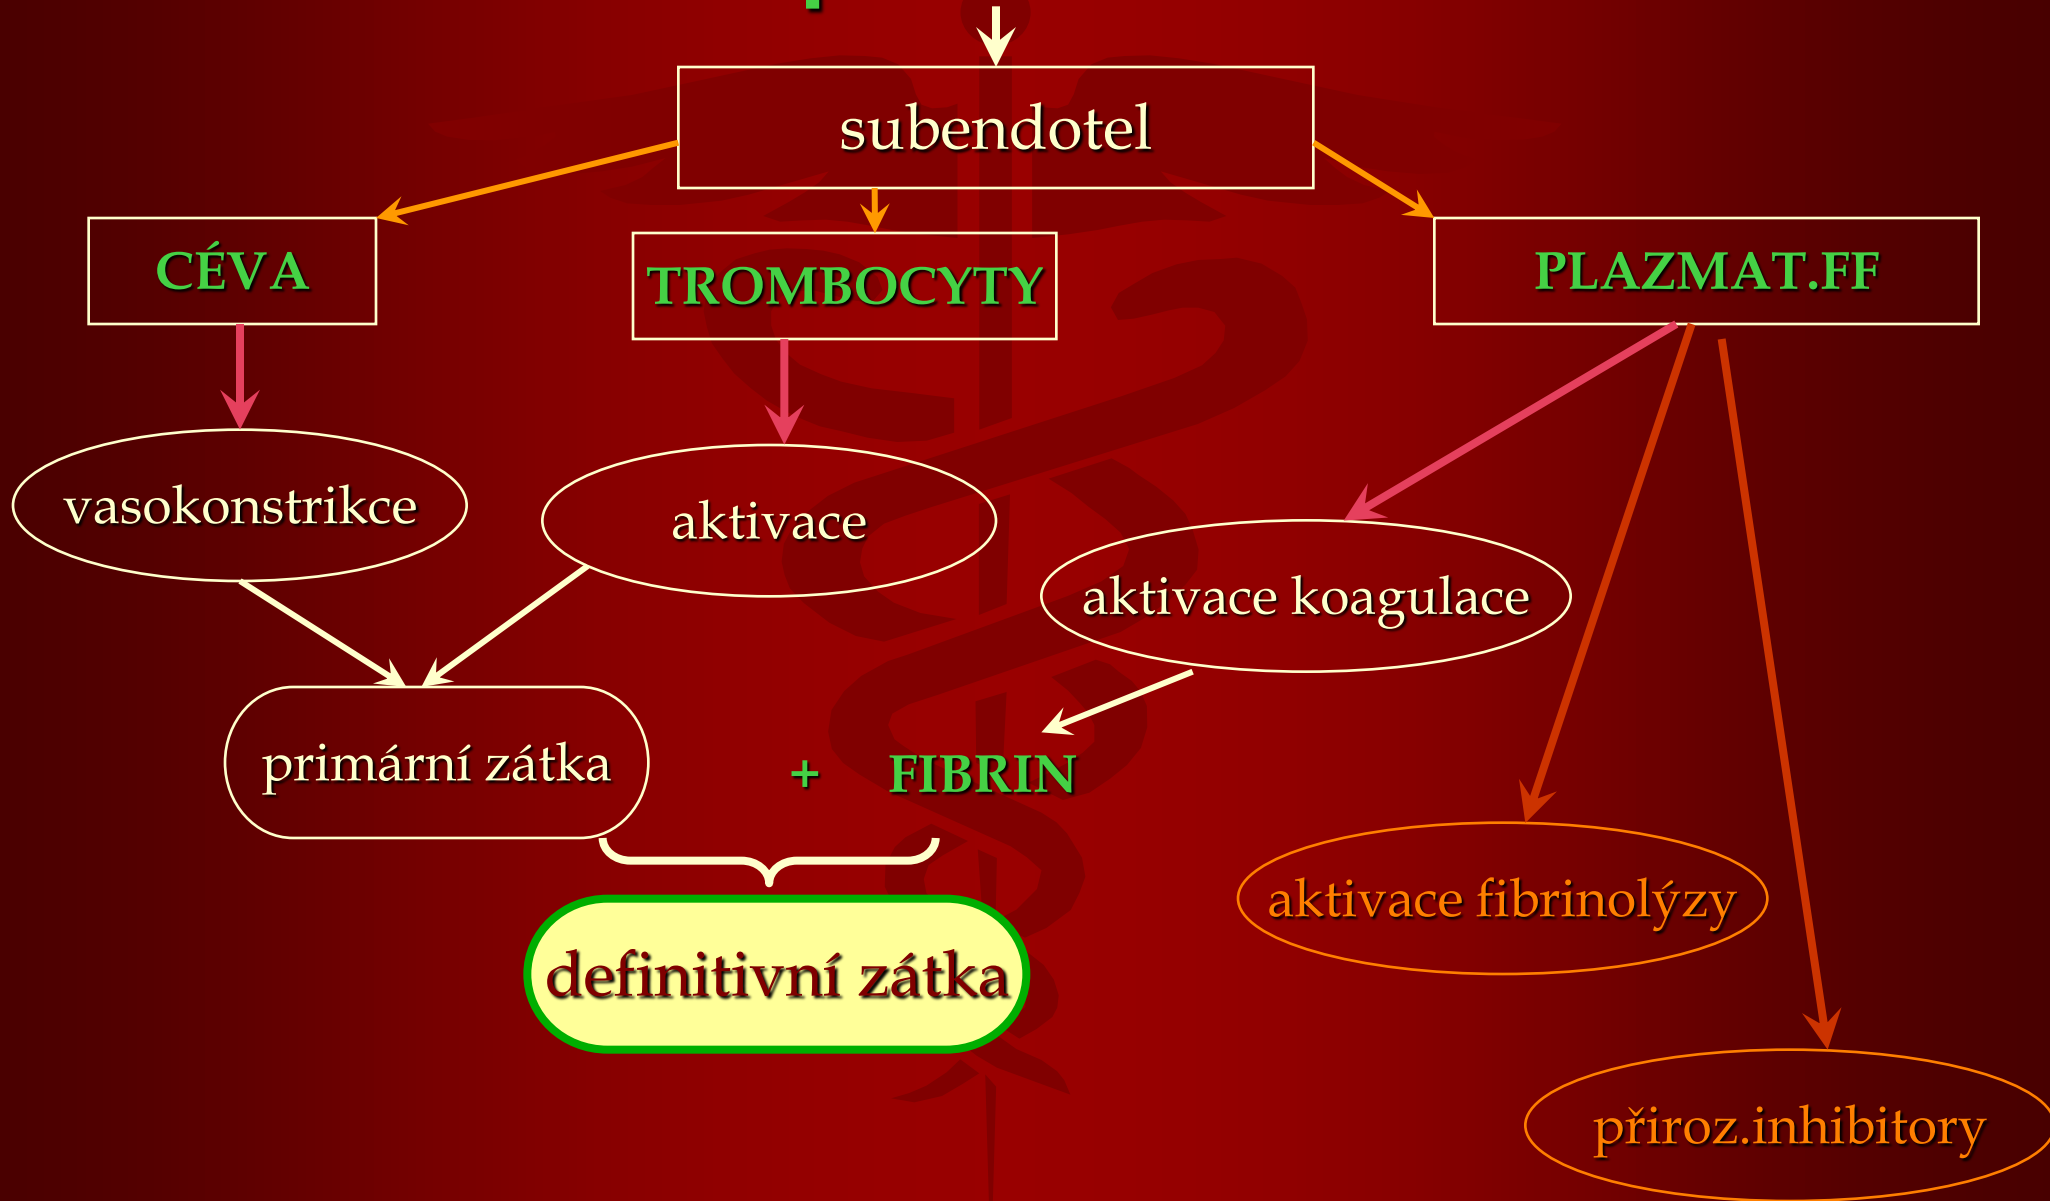 subendotel
CÉVA
TROMBOCYTY
PLAZMAT.FF
vasokonstrikce
aktivace
aktivace koagulace
primární zátka
+ FIBRIN
aktivace fibrinolýzy
definitivní zátka
přiroz.inhibitory